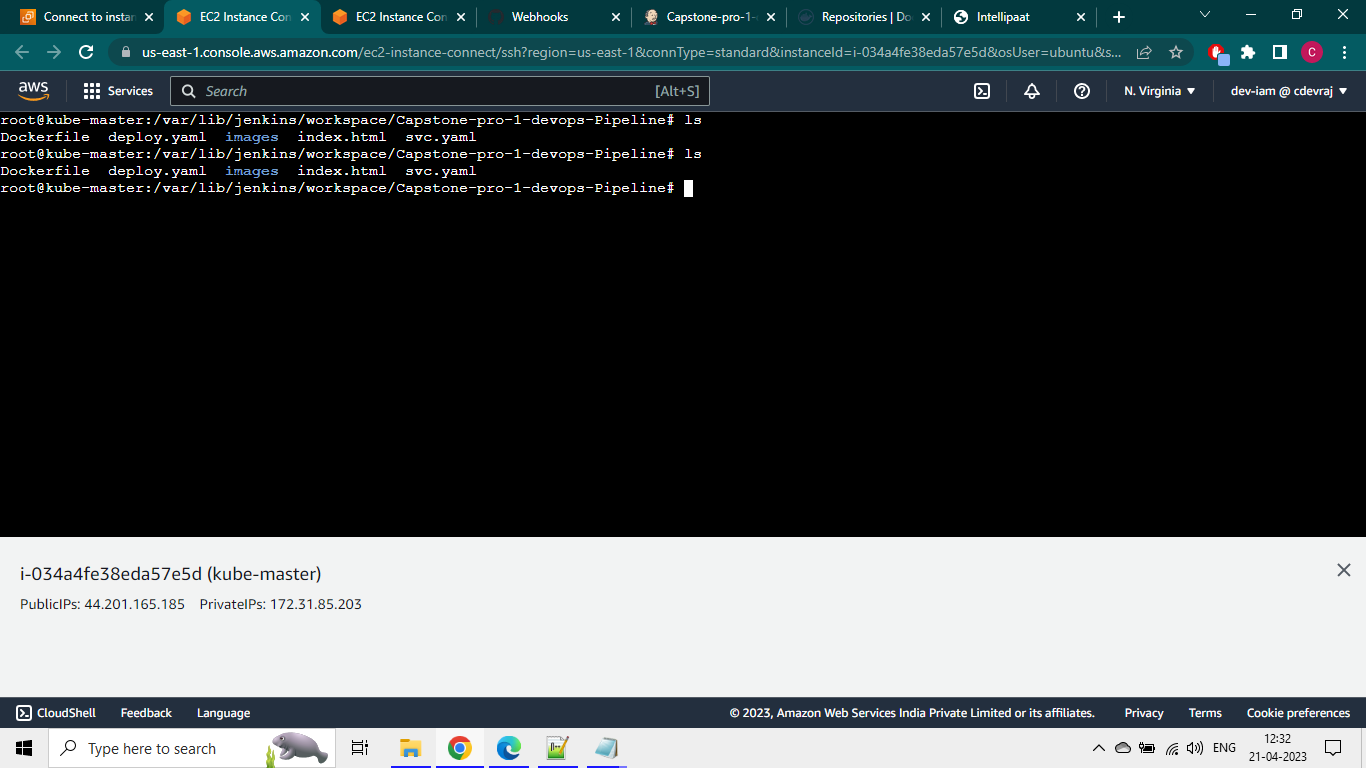 Connect to instan
EC2 Instance Con
EC2 Instance Con
Webhooks
Capstone-pro-1-
Repositories | Do
Intellipaat
us-east-1.console.aws.amazon.com/ec2-instance-connect/ssh?region=us-east-1&connType=standard&instanceId=i-034a4fe38eda57e5d&osUser=ubuntu&s...
C
aws
Services
Search
[Alt+S]
N. Virginia
dev-iam @ cdevraj
root@kube-master:/var/lib/jenkins/workspace/Capstone-pro-1-devops-Pipeline# ls
Dockerfile deploy.yaml images index.html svc.yaml
root@kube-master:/var/lib/jenkins/workspace/Capstone-pro-1-devops-Pipeline# ls
Dockerfile deploy.yaml images index.html svc.yaml
root@kube-master:/var/lib/jenkins/workspace/Capstone-pro-1-devops-Pipeline#
i-034a4fe38eda57e5d (kube-master)
PublicIPs: 44.201.165.185 PrivateIPs: 172.31.85.203
CloudShell Feedback Language © 2023, Amazon Web Services India Private Limited or its affiliates. Privacy Terms Cookie preferences
Type here to search
ENG
12:32
21-04-2023